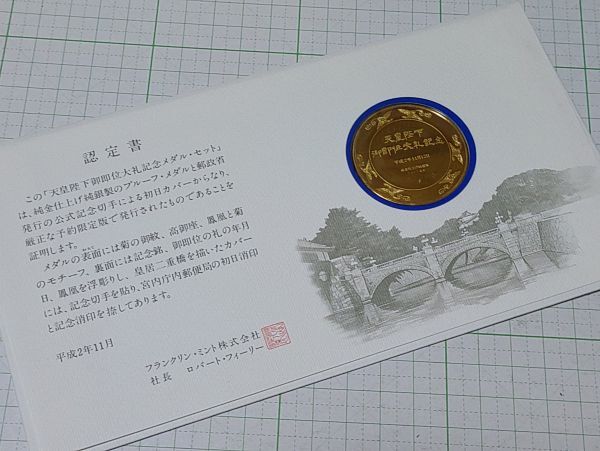 認定書
この「天皇陛下御即位大礼記念メダル・セット」
は、純金仕上げ純銀製のプルーフ・メダルと郵政省
発行の公式記念切手による初日カバーからなり、
厳正な予約限定版で発行されたものであることを
証明します。
メダルの表面には菊の御紋、高御座、鳳凰と菊
のモチーフ。裏面には記念銘、御即位の礼の年月
日、鳳凰を浮彫りし、皇居二重橋を描いたカバー
には、記念切手を貼り、宮内庁内郵便局の初日消印
と記念消印を捺してあります。
平成2年11月
フランクリン・ミント株式会社
社長 ロバート・フィーリー
天皇陛下
御即位大礼記念
平成2年11月12日